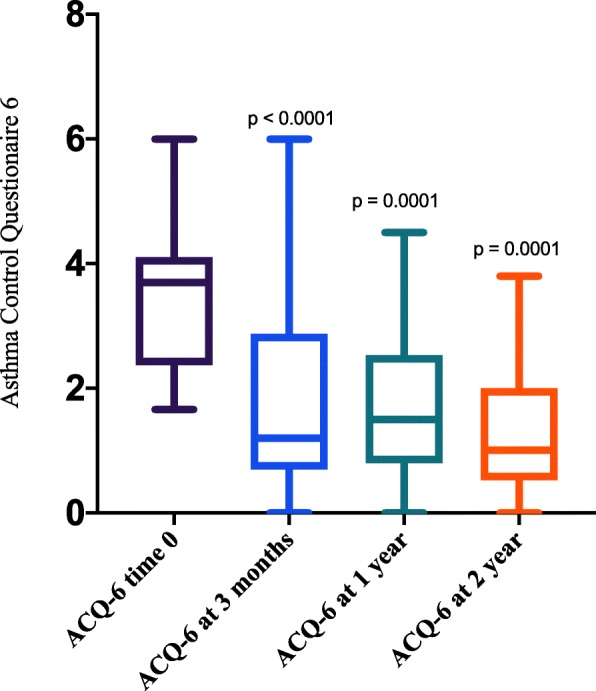 Asthma Control Questionaire 6
8
6
4
2
0
p < 0.0001
p = 0.0001
p = 0.0001
ACQ-6 time 0
ACQ-6 at 3 months
ACQ-6 at 1 year
ACQ-6 at 2 year